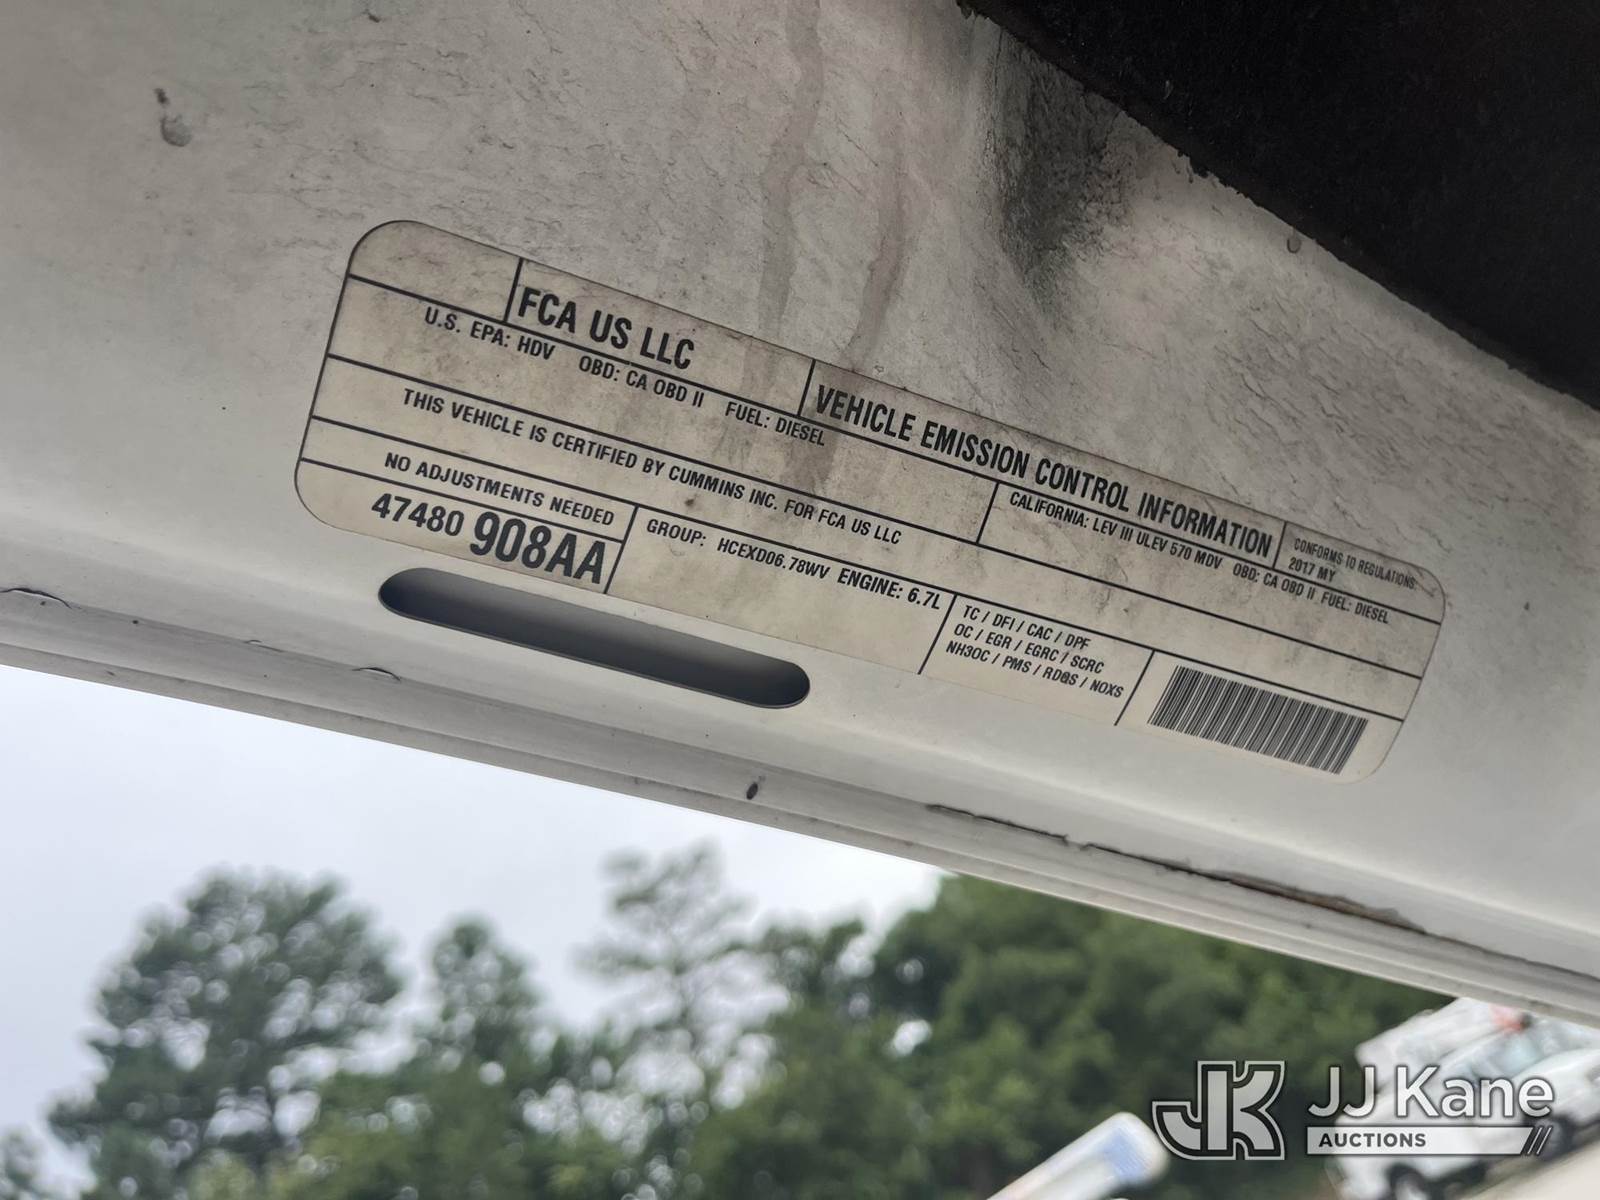 FCA US LLC
VEHICLE EMISSION CONTROL INFORMATION
CONFORMS TO REGULATIONS:
2017 MY
U.S. EPA: HDV OBD: CA OBD II FUEL: DIESEL
CALIFORNIA: LEV III ULEV 570 MDV OBD: CA OBD II FUEL: DIESEL
THIS VEHICLE IS CERTIFIED BY CUMMINS INC. FOR FCA US LLC
NO ADJUSTMENTS NEEDED
47480 908AA
GROUP: HCEXD06.78WV ENGINE: 6.7L
TC / DFI / CAC / DPF
OC / EGR / EGRC / SCRC
NH3OC / PMS / RDQS / NOXS
JK JJ Kane
AUCTIONS